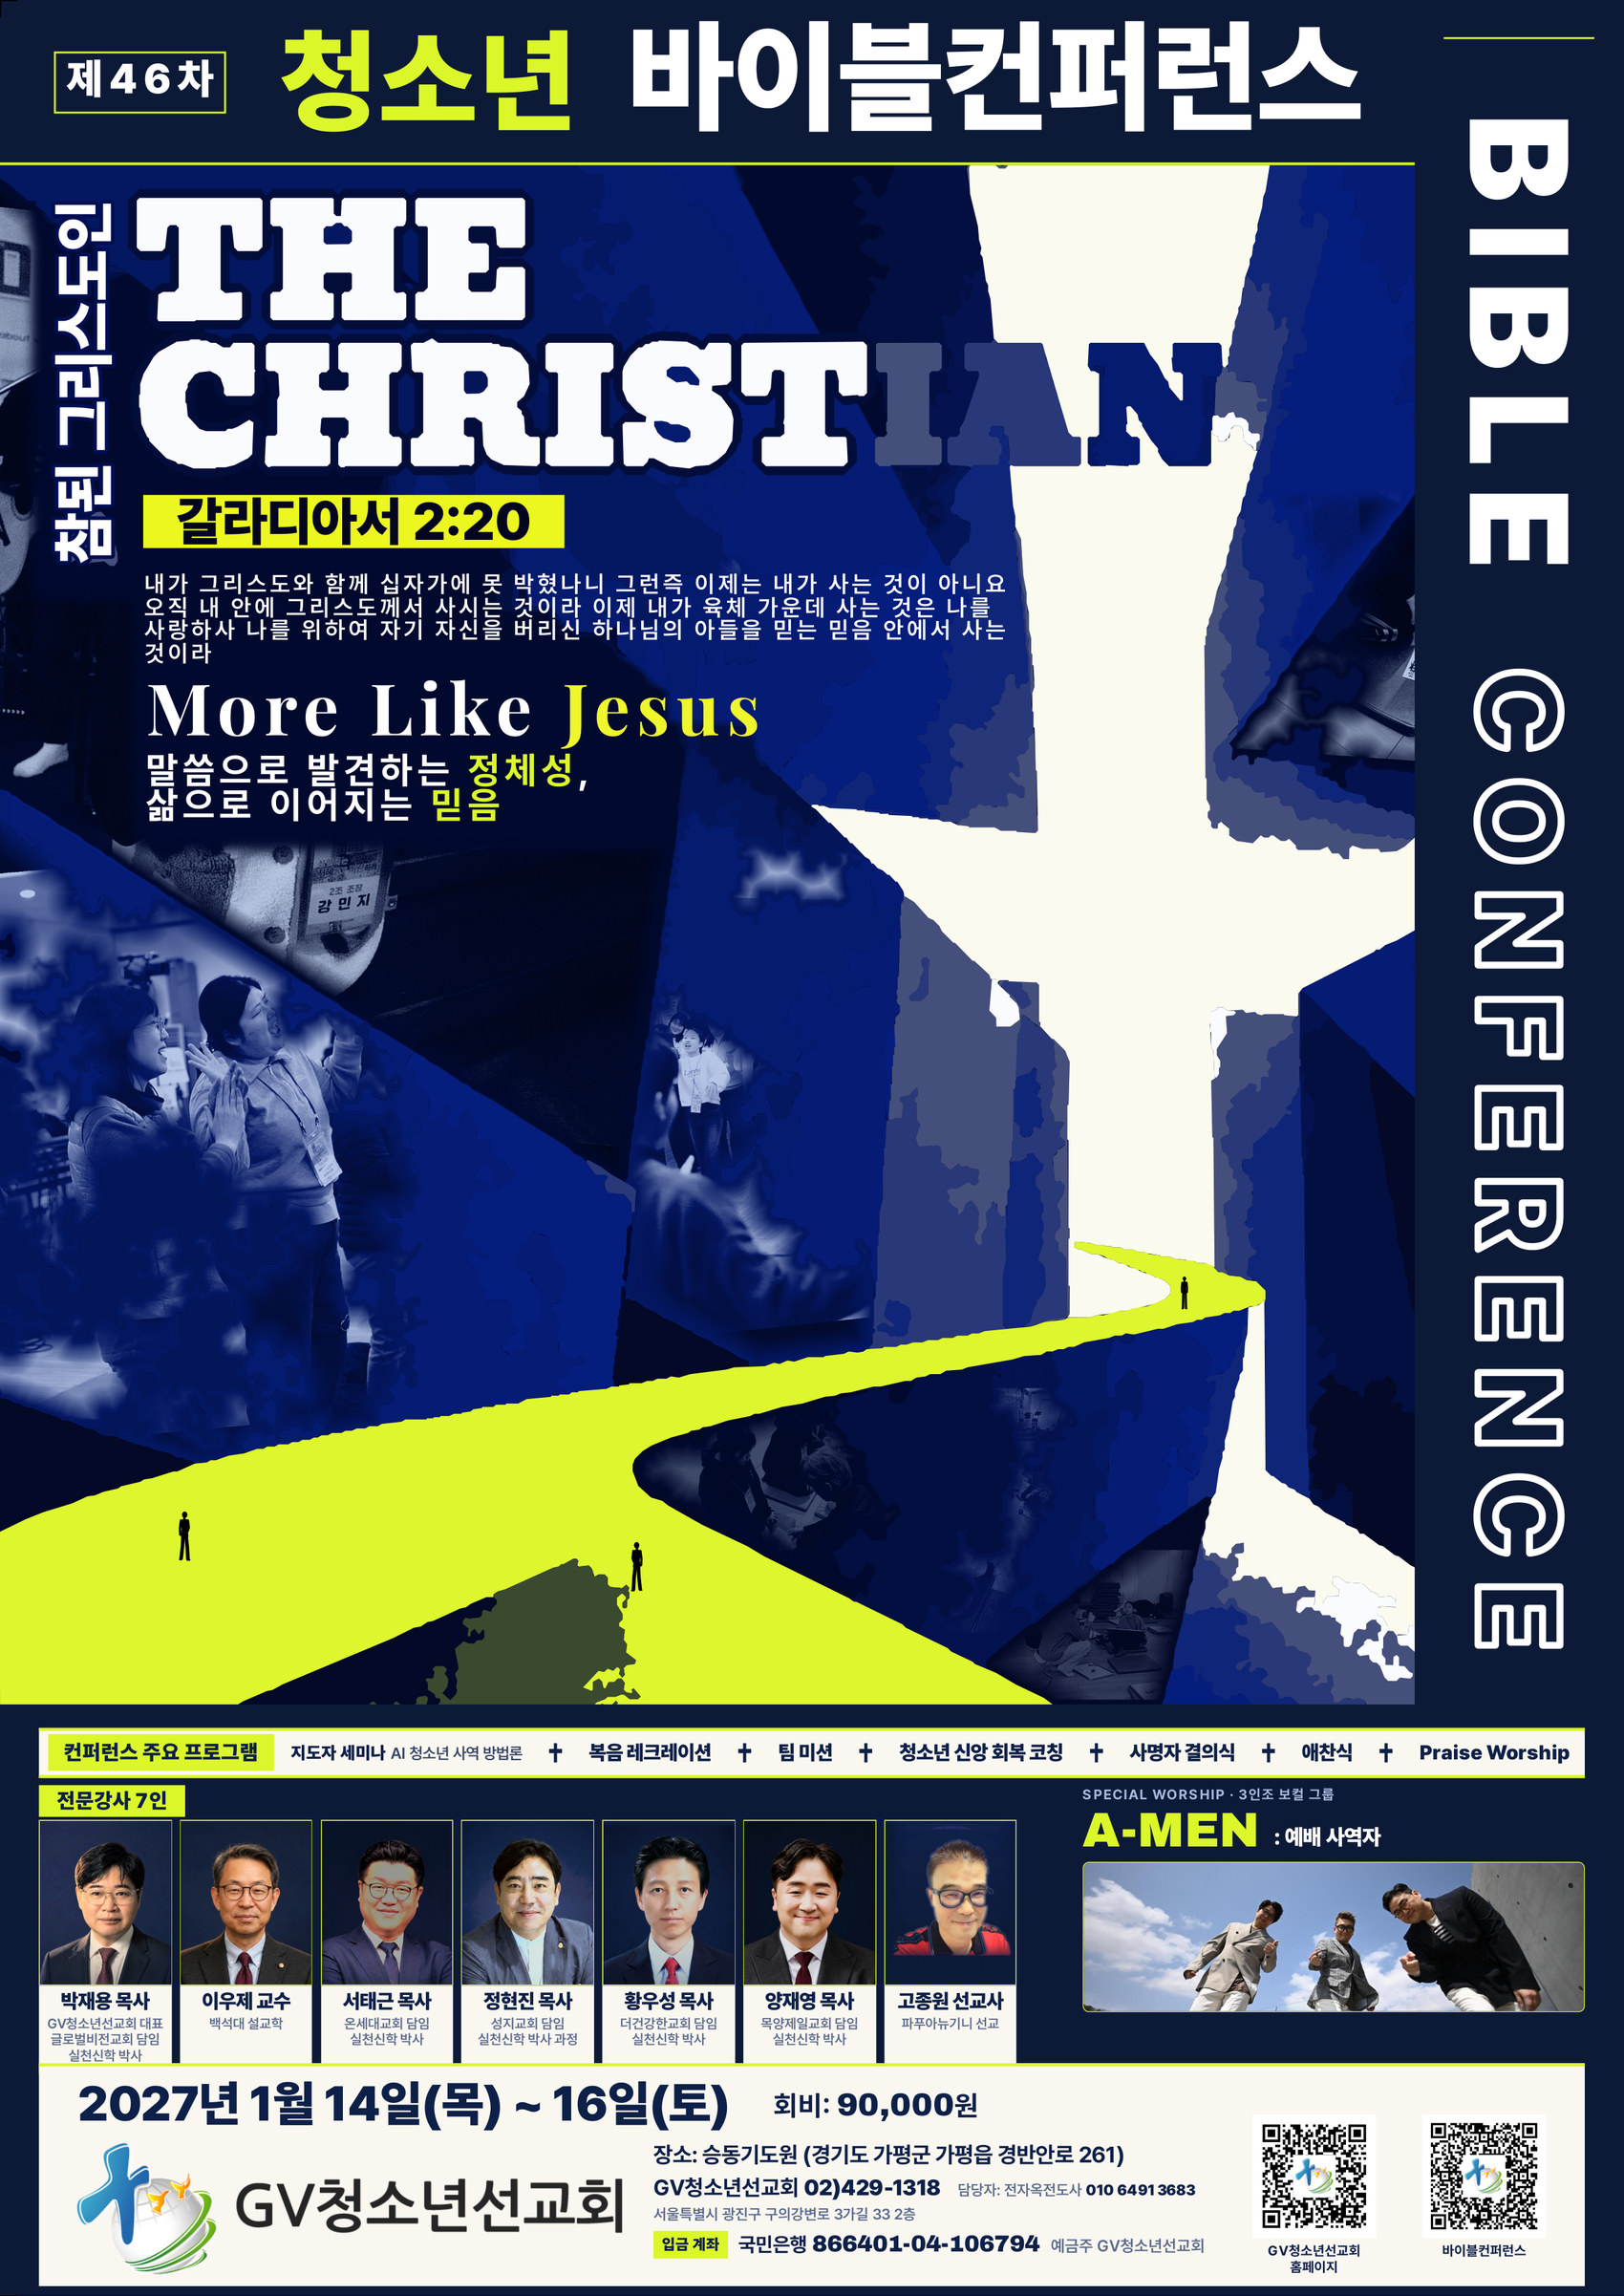 제46차
청소년 바이블컨퍼런스
BIBLE CONFERENCE
참된 그리스도인
THE
CHRISTIAN
갈라디아서 2:20
내가 그리스도와 함께 십자가에 못 박혔나니 그런즉 이제는 내가 사는 것이 아니요
오직 내 안에 그리스도께서 사시는 것이라 이제 내가 육체 가운데 사는 것은 나를
사랑하사 나를 위하여 자기 자신을 버리신 하나님의 아들을 믿는 믿음 안에서 사는
것이라
More Like Jesus
말씀으로 발견하는 정체성,
삶으로 이어지는 믿음
2조 조장
강민지
컨퍼런스 주요 프로그램
지도자 세미나 AI 청소년 사역 방법론 ✝ 복음 레크레이션 ✝ 팀 미션 ✝ 청소년 신앙 회복 코칭 ✝ 사명자 결의식 ✝ 애찬식 ✝ Praise Worship
전문강사 7인
박재용 목사
GV청소년선교회 대표
글로벌비전교회 담임
실천신학 박사
이우제 교수
백석대 설교학
서태근 목사
온세대교회 담임
실천신학 박사
정현진 목사
성지교회 담임
실천신학 박사 과정
황우성 목사
더건강한교회 담임
실천신학 박사
양재영 목사
목양제일교회 담임
실천신학 박사
고종원 선교사
파푸아뉴기니 선교
SPECIAL WORSHIP · 3인조 보컬 그룹
A-MEN : 예배 사역자
2027년 1월 14일(목) ~ 16일(토)
회비: 90,000원
GV청소년선교회
장소: 승동기도원 (경기도 가평군 가평읍 경반안로 261)
GV청소년선교회 02)429-1318 담당자: 전자옥전도사 010 6491 3683
서울특별시 광진구 구의강변로 3가길 33 2층
입금 계좌 국민은행 866401-04-106794 예금주 GV청소년선교회
GV청소년선교회
홈페이지
바이블컨퍼런스